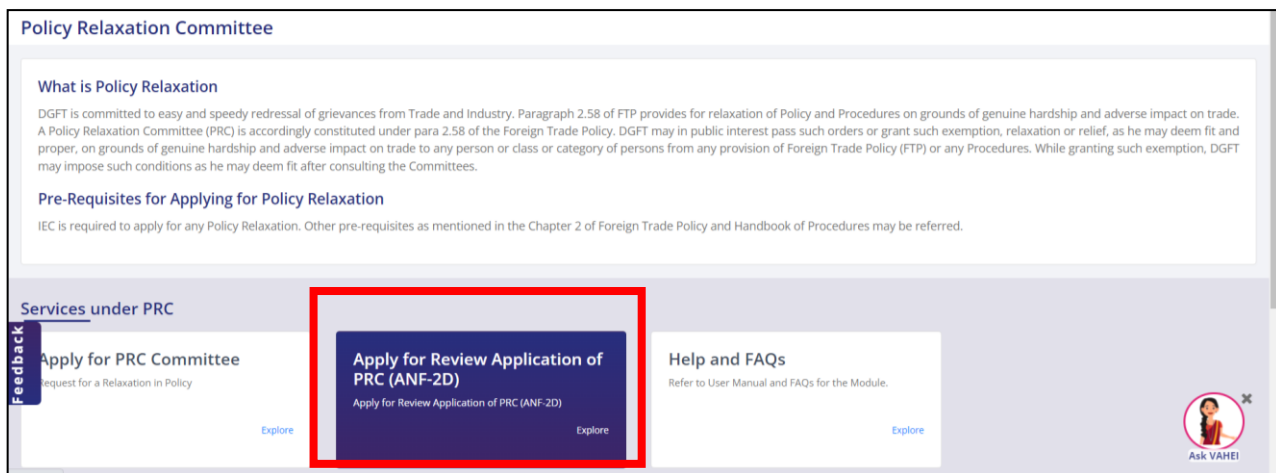 Policy Relaxation Committee
What is Policy Relaxation
DGFT is committed to easy and speedy redressal of grievances from Trade and Industry. Paragraph 2.58 of FTP provides for relaxation of Policy and Procedures on grounds of genuine hardship and adverse impact on trade.
A Policy Relaxation Committee (PRC) is accordingly constituted under para 2.58 of the Foreign Trade Policy. DGFT may in public interest pass such orders or grant such exemption, relaxation or relief, as he may deem fit and
proper, on grounds of genuine hardship and adverse impact on trade to any person or class or category of persons from any provision of Foreign Trade Policy (FTP) or any Procedures. While granting such exemption, DGFT
may impose such conditions as he may deem fit after consulting the Committees.
Pre-Requisites for Applying for Policy Relaxation
IEC is required to apply for any Policy Relaxation. Other pre-requisites as mentioned in the Chapter 2 of Foreign Trade Policy and Handbook of Procedures may be referred.
Services under PRC
Feedback
Apply for PRC Committee
Request for a Relaxation in Policy
Explore
Apply for Review Application of
PRC (ANF-2D)
Apply for Review Application of PRC (ANF-2D)
Explore
Help and FAQs
Refer to User Manual and FAQs for the Module.
Explore
Ask VAHEI